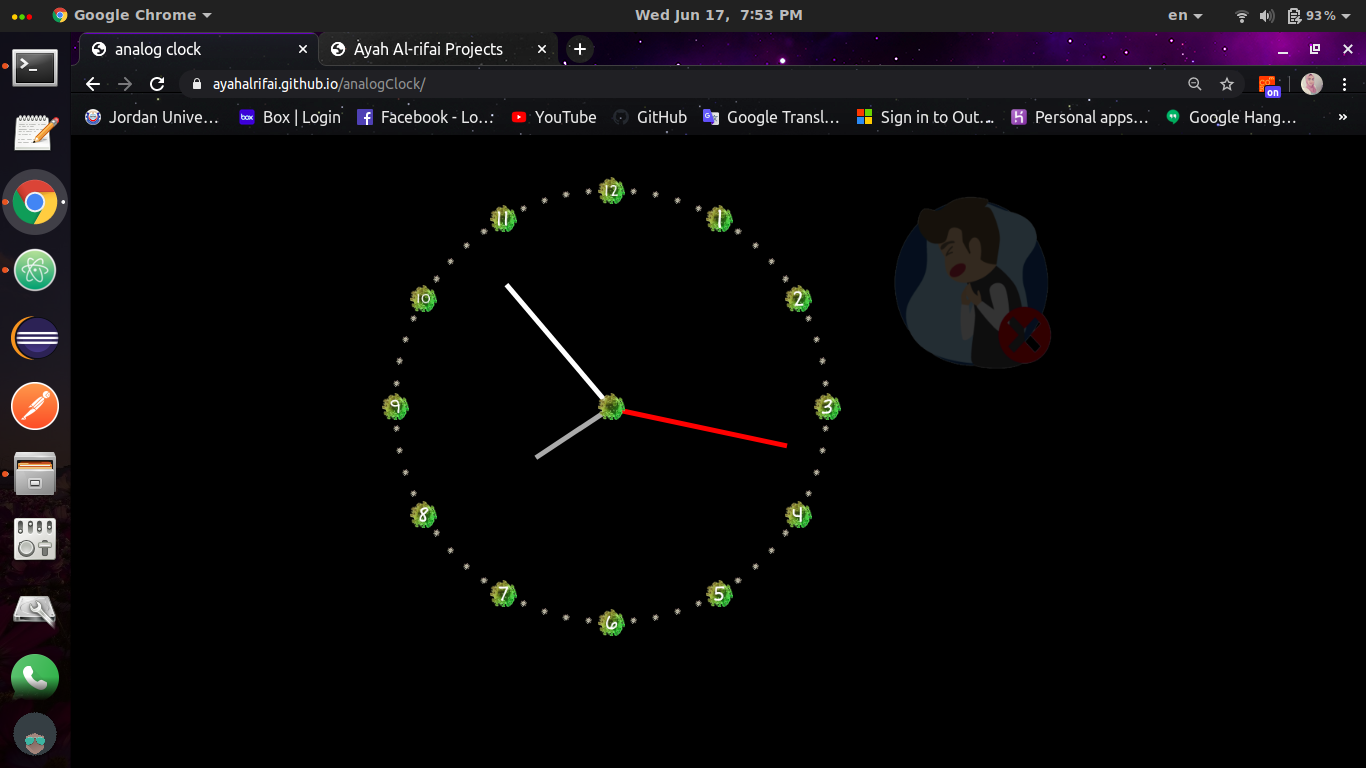 Google Chrome Wed Jun 17, 7:53 PM en 93%
analog clock Ayah Al-rifai Projects
ayahalrifai.github.io/analogClock/ on
Jordan Unive... box Box | Login Facebook - Lo... YouTube GitHub Google Transl... Sign in to Out... Personal apps... Google Hang... »
12
11 1
10 2
9 3
8 4
7 5
6